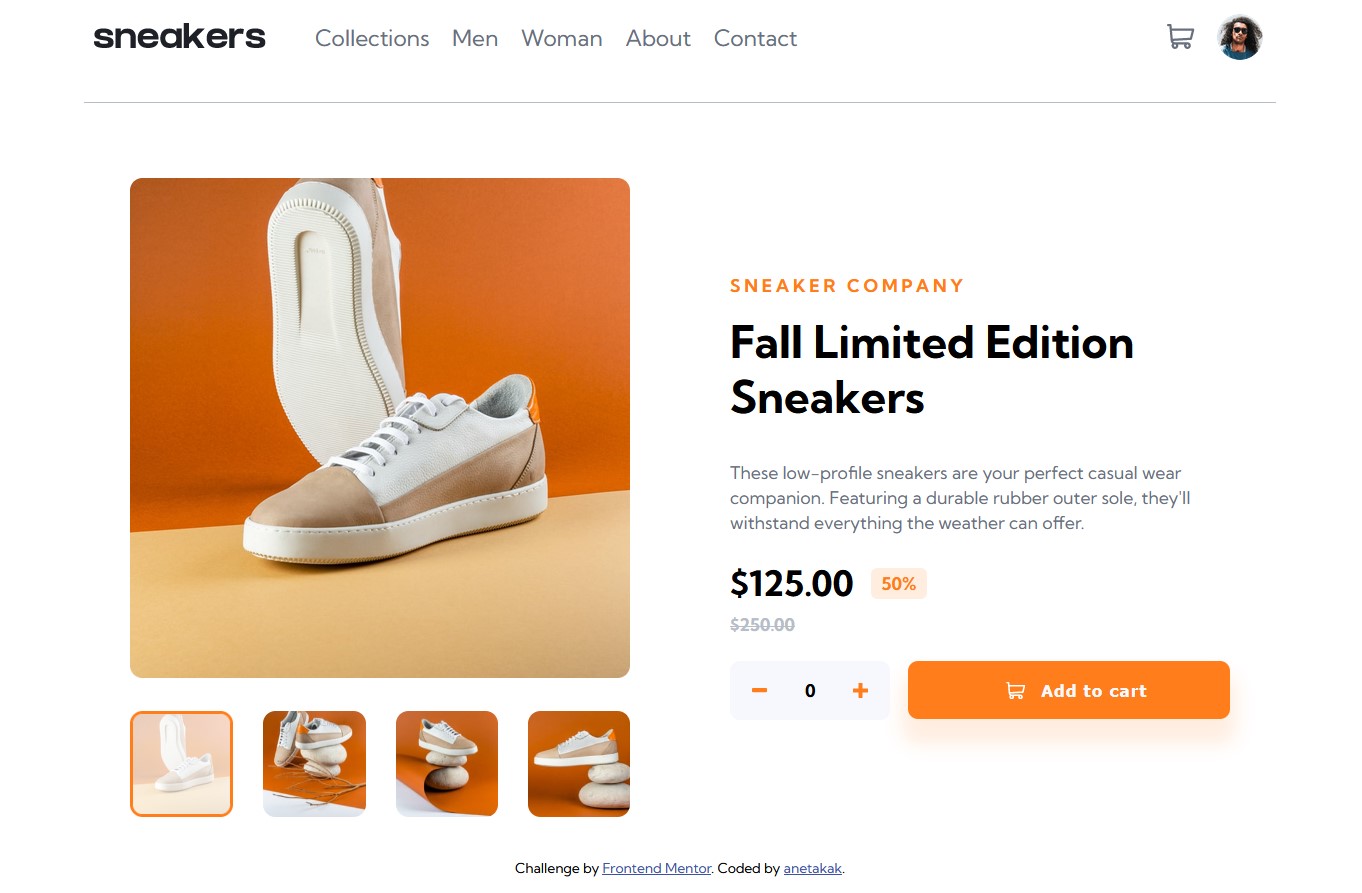 sneakers Collections Men Woman About Contact
SNEAKER COMPANY
Fall Limited Edition
Sneakers
These low-profile sneakers are your perfect casual wear
companion. Featuring a durable rubber outer sole, they'll
withstand everything the weather can offer.
$125.00 50%
$250.00
0 Add to cart
Challenge by Frontend Mentor. Coded by anetakak.